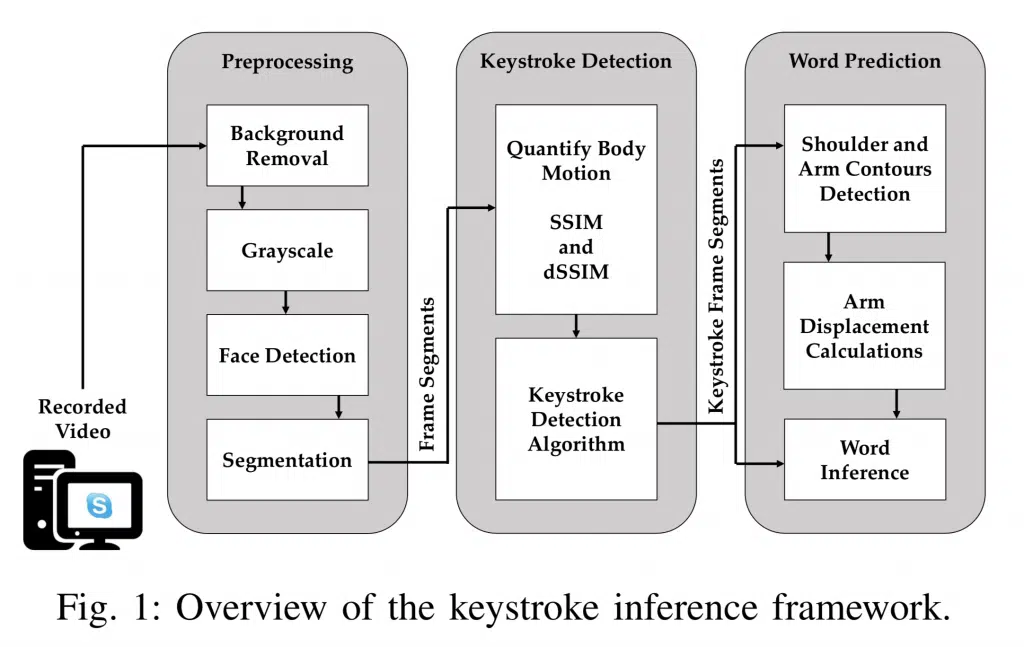 Preprocessing
Background
Removal
Grayscale
Face Detection
Segmentation
Recorded
Video
S
Frame Segments
Keystroke Detection
Quantify Body
Motion
SSIM
and
dSSIM
Keystroke
Detection
Algorithm
Keystroke Frame Segments
Word Prediction
Shoulder and
Arm Contours
Detection
Arm
Displacement
Calculations
Word
Inference
Fig. 1: Overview of the keystroke inference framework.